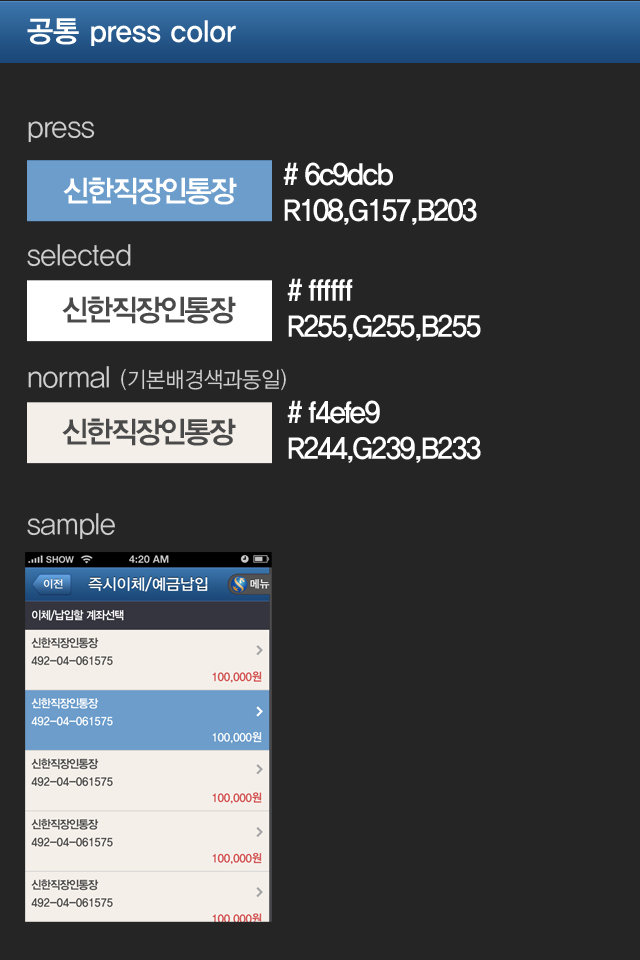 공통 press color
press
신한직장인통장
# 6c9dcb
R108,G157,B203
selected
신한직장인통장
# ffffff
R255,G255,B255
normal (기본배경색과동일)
신한직장인통장
# f4efe9
R244,G239,B233
sample
SHOW 4:20 AM
이전 즉시이체/예금납입 메뉴
이체/납입할 계좌선택
신한직장인통장
492-04-061575
100,000원
신한직장인통장
492-04-061575
100,000원
신한직장인통장
492-04-061575
100,000원
신한직장인통장
492-04-061575
100,000원
신한직장인통장
492-04-061575
100,000원